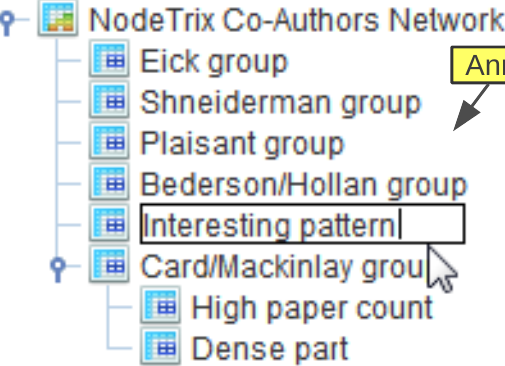 NodeTrix Co-Authors Network
Eick group
Shneiderman group
Plaisant group
Bederson/Hollan group
Interesting pattern
Card/Mackinlay grou
High paper count
Dense part